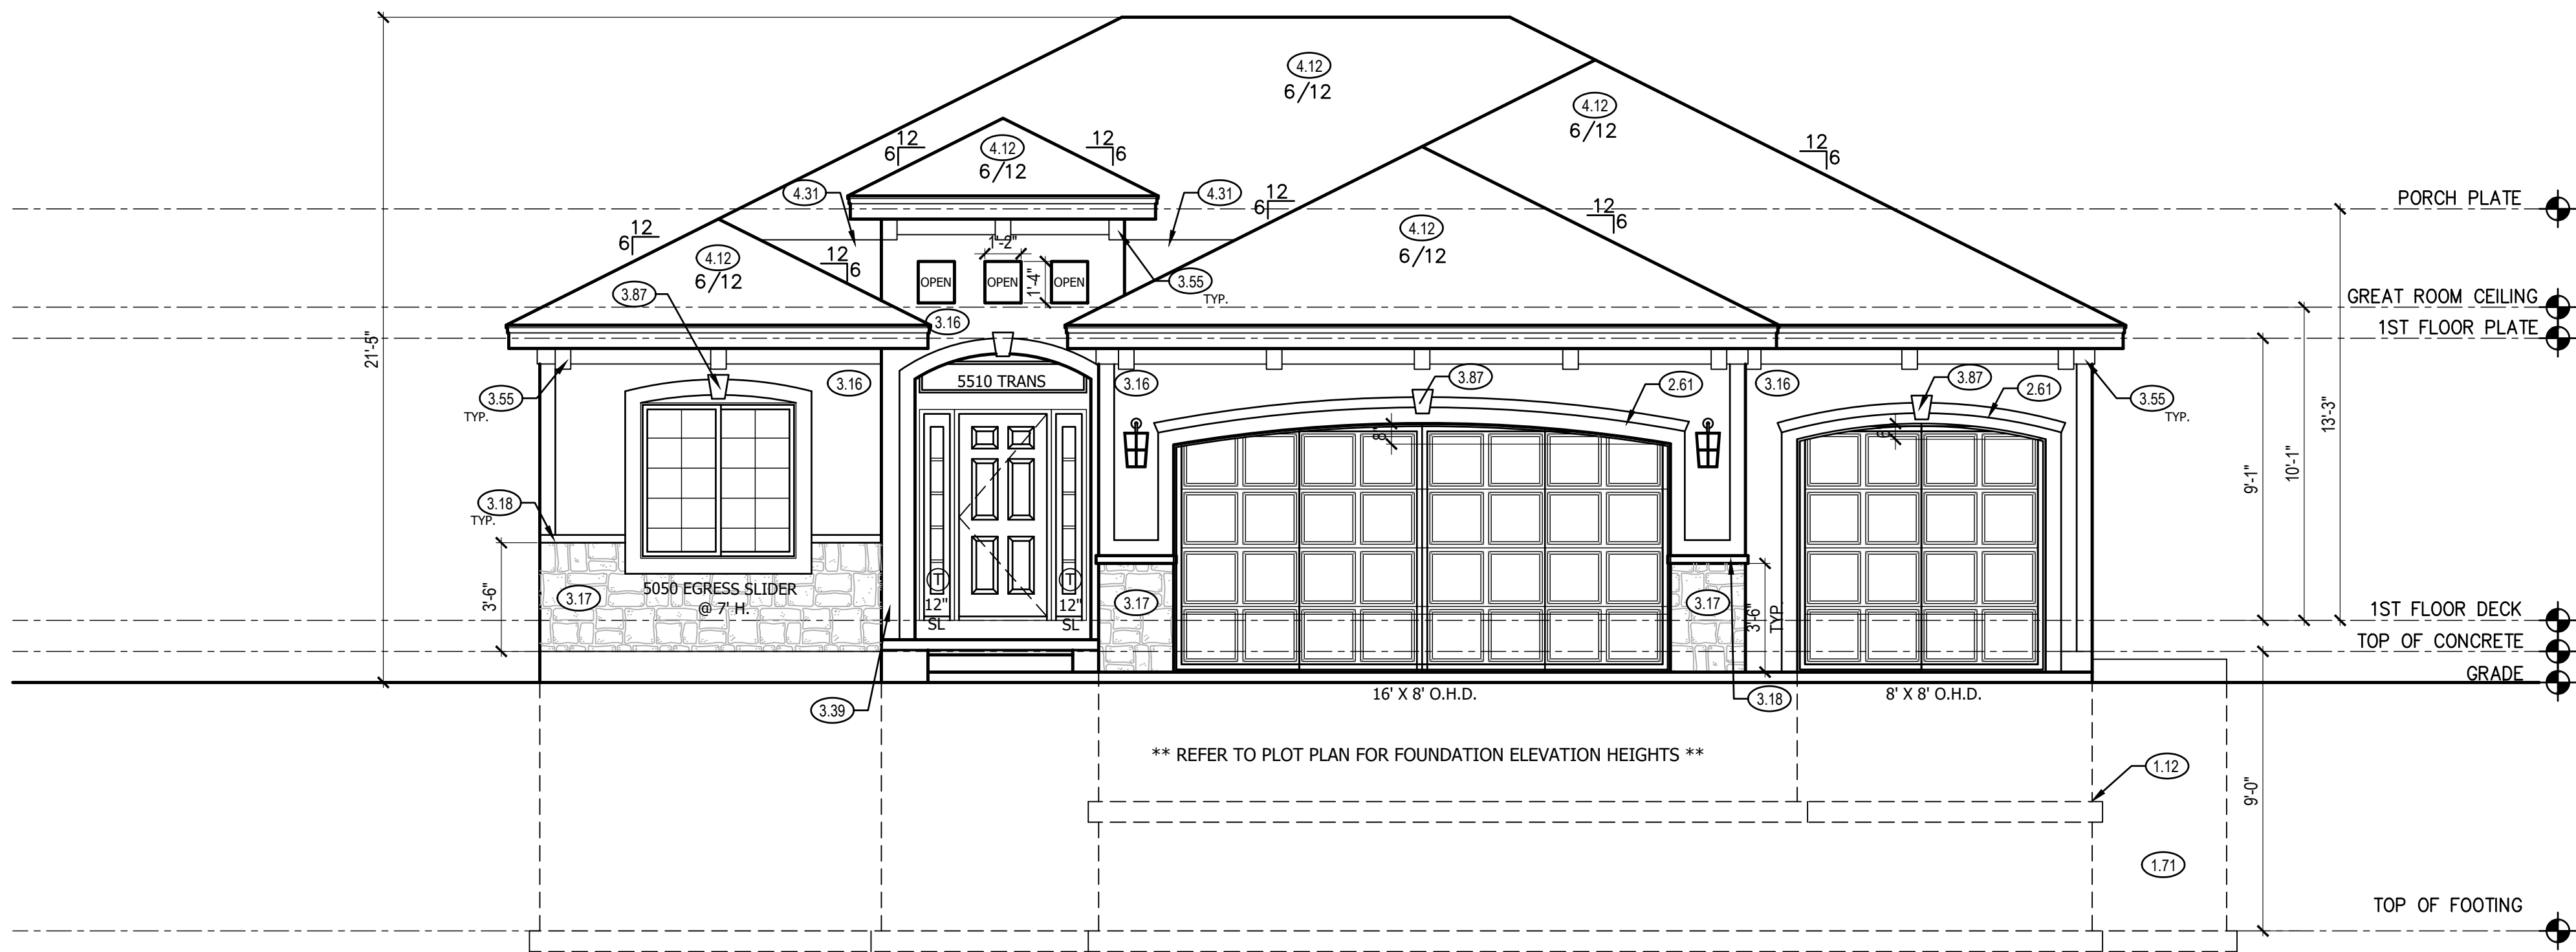 4.12
6/12
4.12
6/12
12
6
4.12
6/12
12
6
12
6
4.31
4.31
12
6
PORCH PLATE
12
6
12
6
4.12
6/12
12
6
4.12
6/12
1'-2"
3.87
OPEN
OPEN
1'-4"
OPEN
3.55
TYP.
GREAT ROOM CEILING
3.16
1ST FLOOR PLATE
21'-5"
3.55
TYP.
3.16
5510 TRANS
3.16
3.87
2.61
3.16
3.87
2.61
3.55
TYP.
13'-3"
8"
10'-1"
9'-1"
3.18
TYP.
3'-6"
3.17
5050 EGRESS SLIDER
@ 7' H.
T
12"
SL
T
12"
SL
3.17
3.17
3'-6"
TYP.
1ST FLOOR DECK
TOP OF CONCRETE
GRADE
3.39
16' X 8' O.H.D.
3.18
8' X 8' O.H.D.
** REFER TO PLOT PLAN FOR FOUNDATION ELEVATION HEIGHTS **
1.12
9'-0"
1.71
TOP OF FOOTING